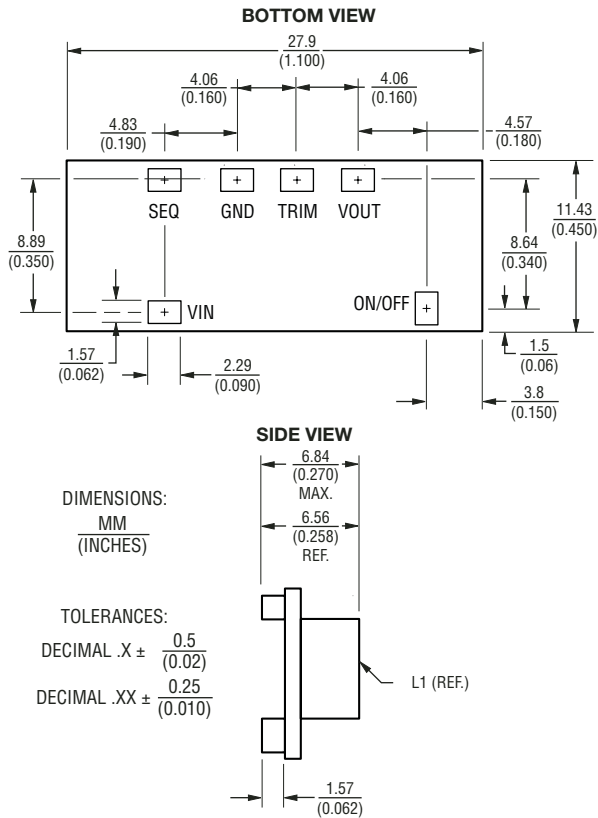 BOTTOM VIEW
27.9
(1.100)
4.06
(0.160)
4.06
(0.160)
4.83
(0.190)
4.57
(0.180)
SEQ GND TRIM VOUT
8.89
(0.350)
8.64
(0.340)
11.43
(0.450)
VIN
ON/OFF
1.57
(0.062)
2.29
(0.090)
1.5
(0.06)
3.8
(0.150)
SIDE VIEW
6.84
(0.270)
MAX.
6.56
(0.258)
REF.
DIMENSIONS:
MM
(INCHES)
TOLERANCES:
DECIMAL .X ± 0.5
(0.02)
DECIMAL .XX ± 0.25
(0.010)
L1 (REF.)
1.57
(0.062)